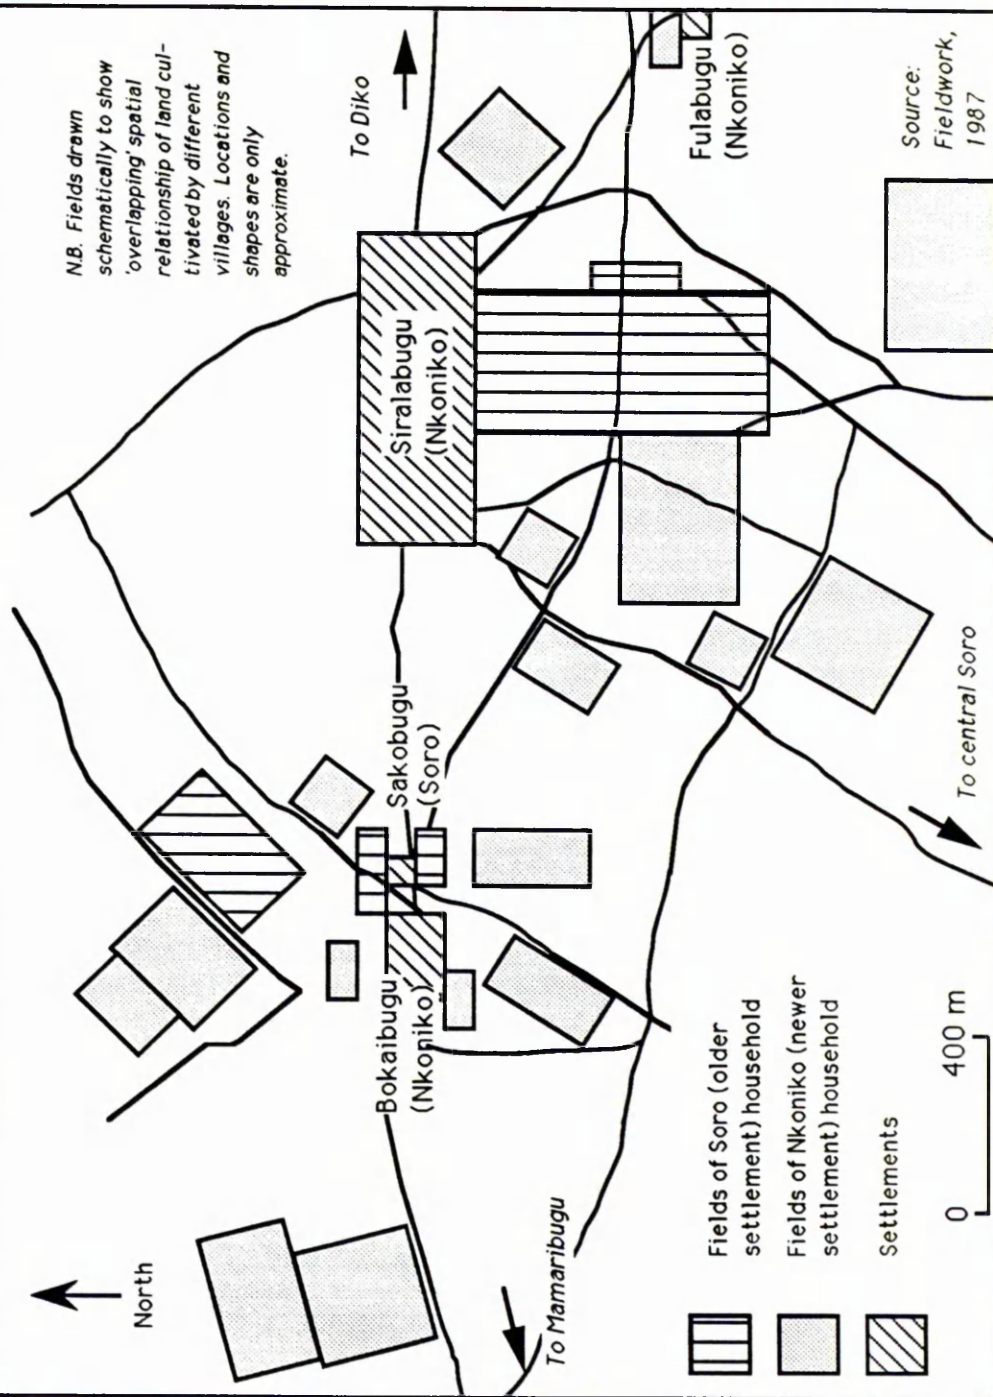 N.B. Fields drawn
schematically to show
'overlapping' spatial
relationship of land cul-
tivated by different
villages. Locations and
shapes are only
approximate.
North
To Diko
Siralabugu
(Nkoniko)
Sakobugu
(Soro)
Bokaibugu
(Nkoniko)
Fulabugu
(Nkoniko)
To Mamaribugu
To central Soro
Fields of Soro (older
settlement) household
Fields of Nkoniko (newer
settlement) household
Settlements
0 400 m
Source:
Fieldwork,
1987